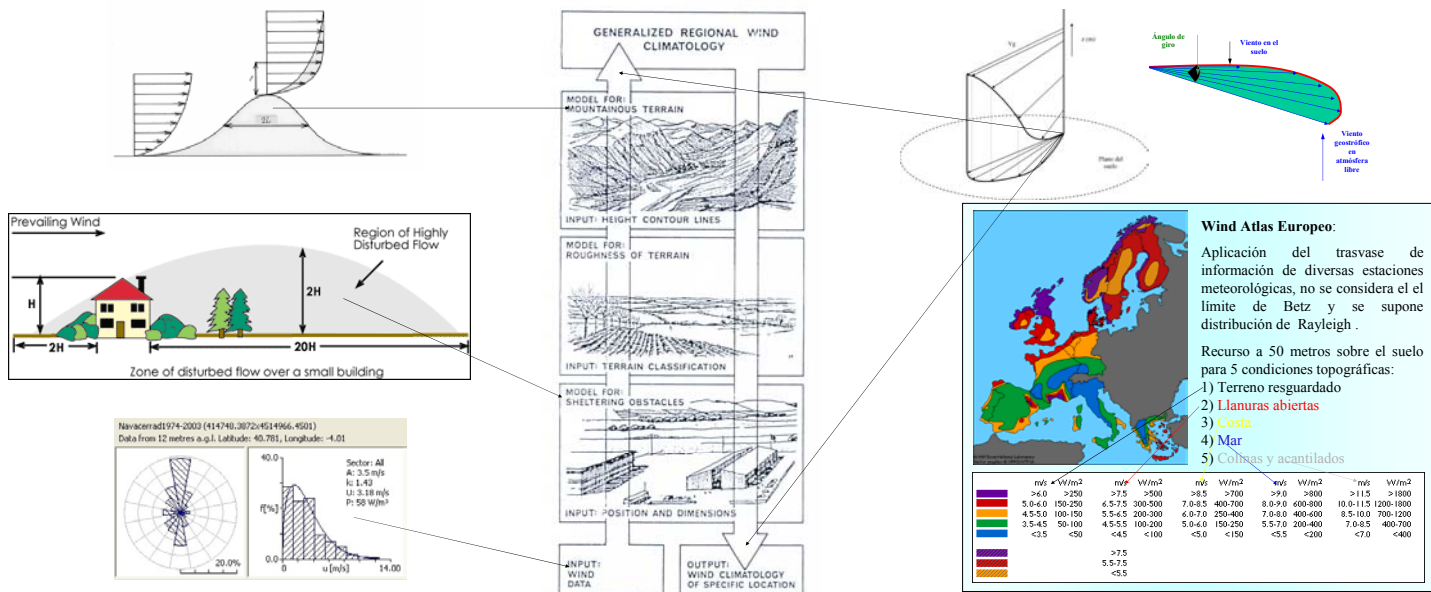 2L
GENERALIZED REGIONAL WIND
CLIMATOLOGY
MODEL FOR:
MOUNTAINOUS TERRAIN
INPUT: HEIGHT CONTOUR LINES
MODEL FOR:
ROUGHNESS OF TERRAIN
INPUT: TERRAIN CLASSIFICATION
MODEL FOR:
SHELTERING OBSTACLES
INPUT: POSITION AND DIMENSIONS
INPUT:
WIND
DATA
OUTPUT:
WIND CLIMATOLOGY
OF SPECIFIC LOCATION
Vg
Plano del
suelo
Ángulo de
giro
Viento en el
suelo
Viento
geostrófico
en
atmósfera
libre
Prevailing Wind
Region of Highly
Disturbed Flow
H
2H
2H
20H
Zone of disturbed flow over a small building
Navacerrad1974-2003 (414748.3872x4514966.4501)
Data from 12 metres a.g.l. Latitude: 40.781, Longitude: -4.01
20.0%
40.0
f[%]
0.0
0
u [m/s]
14.00
Sector: All
A: 3.5 m/s
k: 1.43
U: 3.18 m/s
P: 58 W/m²
Wind Atlas Europeo:
Aplicación del trasvase de
información de diversas estaciones
meteorológicas, no se considera el el
límite de Betz y se supone
distribución de Rayleigh .
Recurso a 50 metros sobre el suelo
para 5 condiciones topográficas:
1) Terreno resguardado
2) Llanuras abiertas
3) Costa
4) Mar
5) Colinas y acantilados
m/s W/m² m/s W/m² m/s W/m² m/s W/m² m/s W/m²
>6.0 >250 >7.5 >500 >8.5 >700 >9.0 >800 >11.5 >1800
5.0-6.0 150-250 6.5-7.5 300-500 7.0-8.5 400-700 8.0-9.0 600-800 10.0-11.5 1200-1800
4.5-5.0 100-150 5.5-6.5 200-300 6.0-7.0 250-400 7.0-8.0 400-600 8.5-10.0 700-1200
3.5-4.5 50-100 4.5-5.5 100-200 5.0-6.0 150-250 5.5-7.0 200-400 7.0-8.5 400-700
<3.5 <50 <4.5 <100 <5.0 <150 <5.5 <200 <7.0 <400
>7.5
5.5-7.5
<5.5